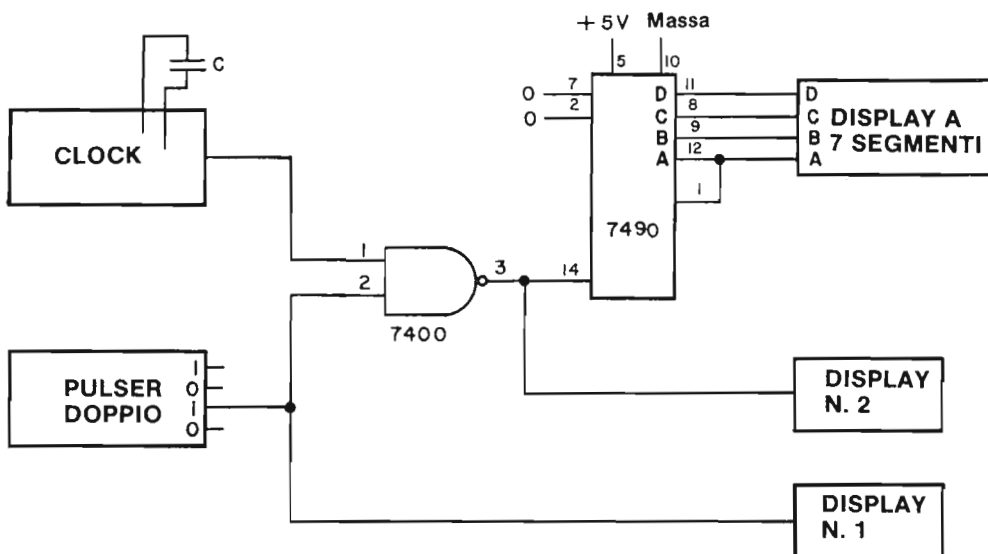 +5V Massa
5 10
C
7
0
2
0
D 11
C 8
B 9
A 12
1
D
C
B
A
DISPLAY A
7 SEGMENTI
CLOCK
7490
1
2
3
14
7400
PULSER
DOPPIO
1
0
1
0
DISPLAY
N. 2
DISPLAY
N. 1